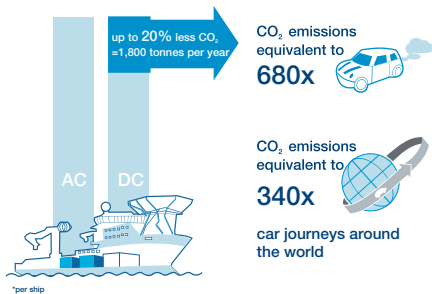 up to 20% less CO₂
=1,800 tonnes per year
AC
DC
*per ship
CO₂ emissions
equivalent to
680x
CO₂ emissions
equivalent to
340x
car journeys around
the world